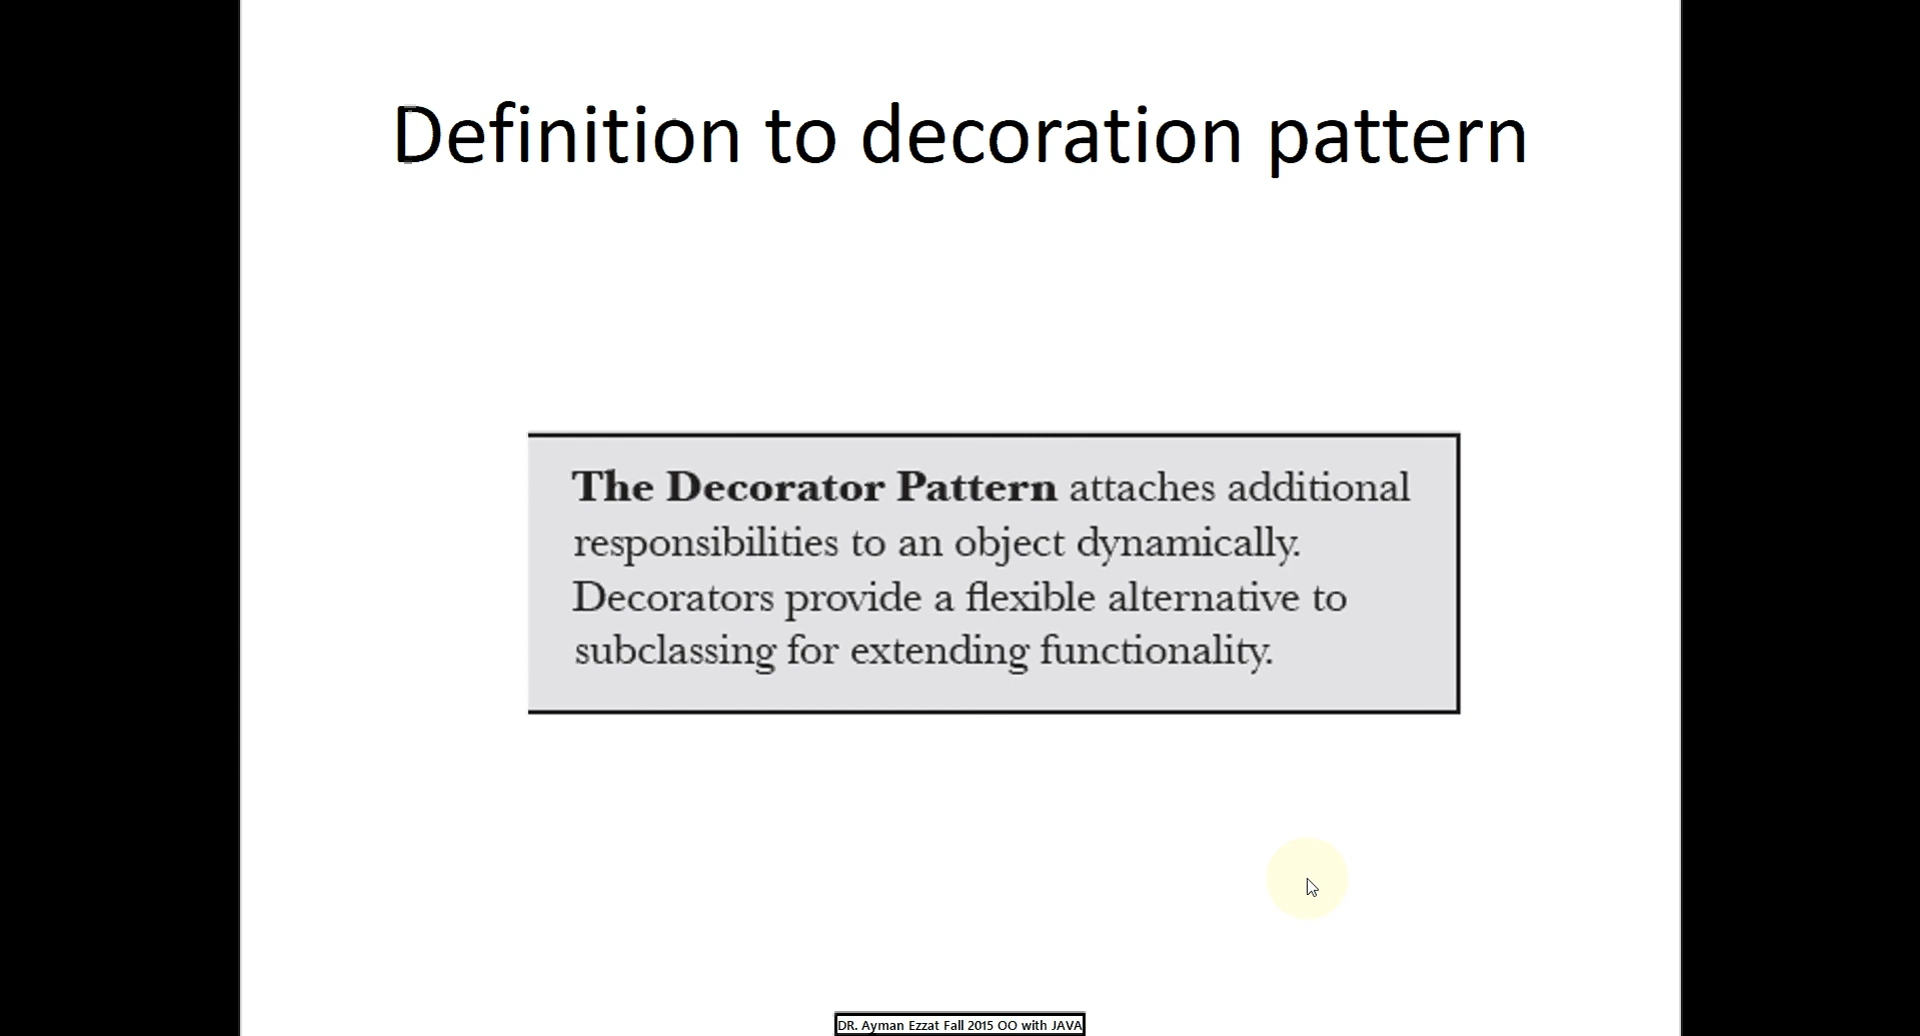 Definition to decoration pattern
The Decorator Pattern attaches additional
responsibilities to an object dynamically.
Decorators provide a flexible alternative to
subclassing for extending functionality.
DR. Ayman Ezzat Fall 2015 OO with JAVA